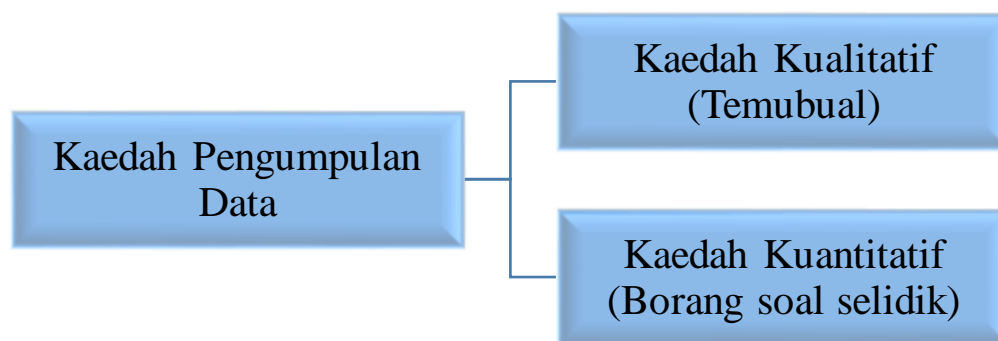 Kaedah Pengumpulan
Data
Kaedah Kualitatif
(Temubual)
Kaedah Kuantitatif
(Borang soal selidik)